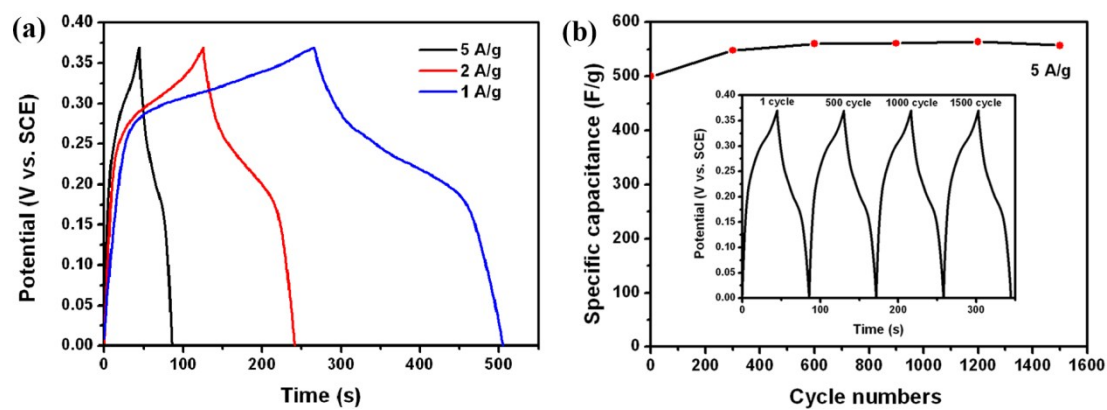 (a)
0.40
0.35
0.30
0.25
0.20
0.15
0.10
0.05
0.00
Potential (V vs. SCE)
5 A/g
2 A/g
1 A/g
0 100 200 300 400 500
Time (s)
(b)
600
500
400
300
200
100
0
Specific capacitance (F/g)
5 A/g
0.40
0.35
0.30
0.25
0.20
0.15
0.10
0.05
0.00
Potential (V vs. SCE)
1 cycle 500 cycle 1000 cycle 1500 cycle
0 100 200 300
Time (s)
0 200 400 600 800 1000 1200 1400 1600
Cycle numbers